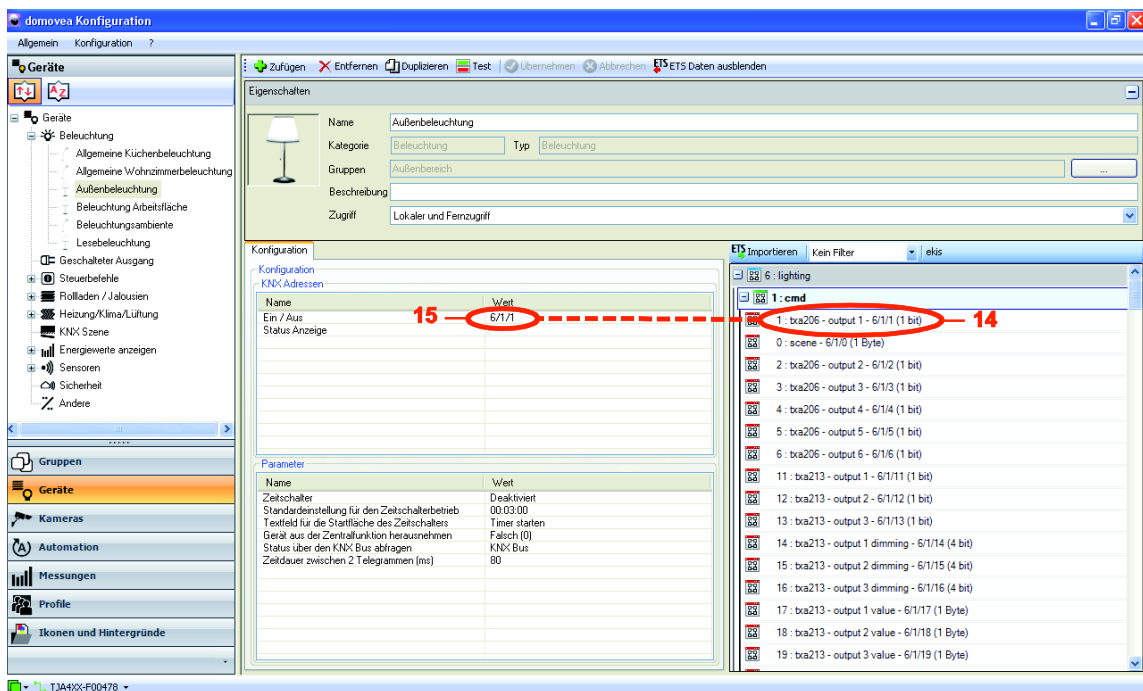 domovea Konfiguration
Allgemein Konfiguration ?
Geräte
Zufügen Entfernen Duplizieren Test Übernehmen Abbrechen ETS ETS Daten ausblenden
A Z
Geräte
Beleuchtung
Allgemeine Küchenbeleuchtung
Allgemeine Wohnzimmerbeleuchtung
Außenbeleuchtung
Beleuchtung Arbeitsfläche
Beleuchtungsambiente
Lesebeleuchtung
Geschalteter Ausgang
Steuerbefehle
Rollladen / Jalousien
Heizung/Klima/Lüftung
KNX Szene
Energiewerte anzeigen
Sensoren
Sicherheit
Andere
Gruppen
Geräte
Kameras
Automation
Messungen
Profile
Ikonen und Hintergründe
Eigenschaften
Name Außenbeleuchtung
Kategorie Beleuchtung Typ Beleuchtung
Gruppen Außenbereich ...
Beschreibung
Zugriff Lokaler und Fernzugriff
Konfiguration
Konfiguration
KNX Adressen
Name Wert
Ein / Aus 15 6/1/1
Status Anzeige
Parameter
Name Wert
Zeitschalter Deaktiviert
Standardeinstellung für den Zeitschalterbetrieb 00:03:00
Textfeld für die Startfläche des Zeitschalters Timer starten
Gerät aus der Zentralfunktion herausnehmen Falsch (0)
Status über den KNX Bus abfragen KNX Bus
Zeitdauer zwischen 2 Telegrammen (ms) 80
ETS Importieren Kein Filter ekis
6 : lighting
1 : cmd
1 : txa206 - output 1 - 6/1/1 (1 bit) 14
0 : scene - 6/1/0 (1 Byte)
2 : txa206 - output 2 - 6/1/2 (1 bit)
3 : txa206 - output 3 - 6/1/3 (1 bit)
4 : txa206 - output 4 - 6/1/4 (1 bit)
5 : txa206 - output 5 - 6/1/5 (1 bit)
6 : txa206 - output 6 - 6/1/6 (1 bit)
11 : txa213 - output 1 - 6/1/11 (1 bit)
12 : txa213 - output 2 - 6/1/12 (1 bit)
13 : txa213 - output 3 - 6/1/13 (1 bit)
14 : txa213 - output 1 dimming - 6/1/14 (4 bit)
15 : txa213 - output 2 dimming - 6/1/15 (4 bit)
16 : txa213 - output 3 dimming - 6/1/16 (4 bit)
17 : txa213 - output 1 value - 6/1/17 (1 Byte)
18 : txa213 - output 2 value - 6/1/18 (1 Byte)
19 : txa213 - output 3 value - 6/1/19 (1 Byte)
TJA4XX-F00478